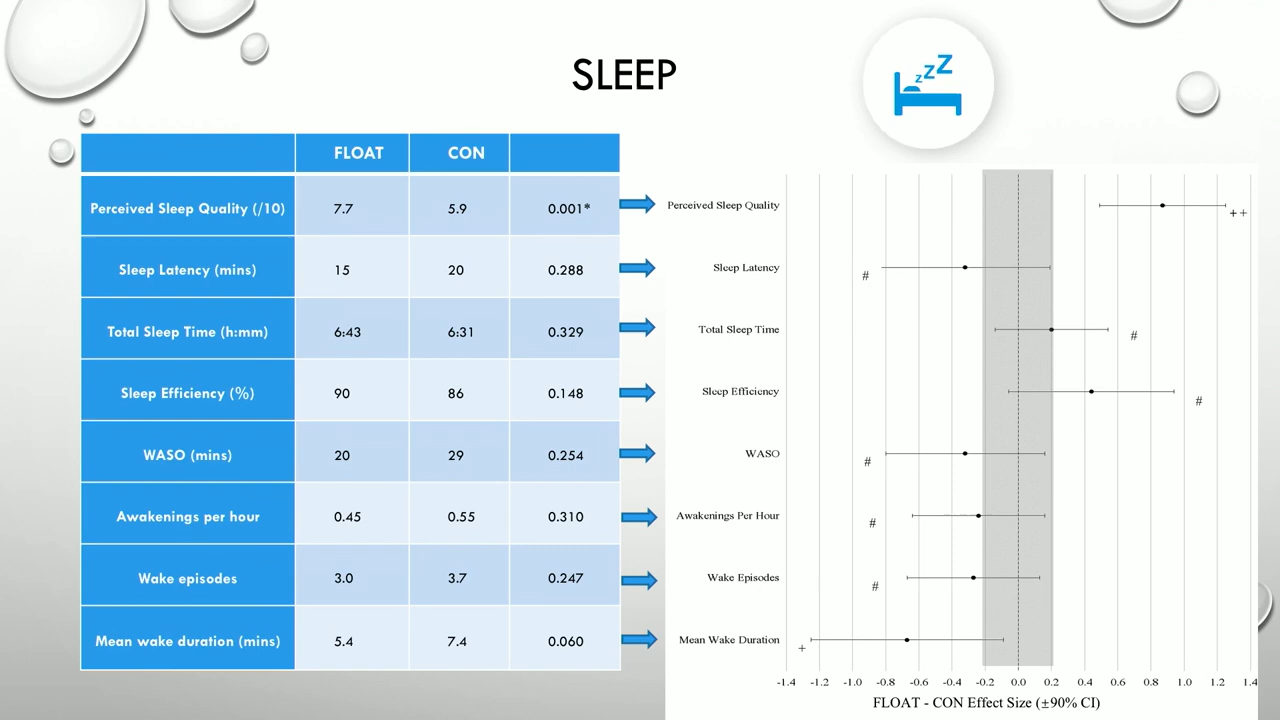 SLEEP
z z Z
FLOAT CON
Perceived Sleep Quality (/10) 7.7 5.9 0.001*
Sleep Latency (mins) 15 20 0.288
Total Sleep Time (h:mm) 6:43 6:31 0.329
Sleep Efficiency (%) 90 86 0.148
WASO (mins) 20 29 0.254
Awakenings per hour 0.45 0.55 0.310
Wake episodes 3.0 3.7 0.247
Mean wake duration (mins) 5.4 7.4 0.060
Perceived Sleep Quality
++
Sleep Latency
#
Total Sleep Time
#
Sleep Efficiency
#
WASO
#
Awakenings Per Hour
#
Wake Episodes
#
Mean Wake Duration
+
-1.4 -1.2 -1.0 -0.8 -0.6 -0.4 -0.2 0.0 0.2 0.4 0.6 0.8 1.0 1.2 1.4
FLOAT - CON Effect Size (±90% CI)